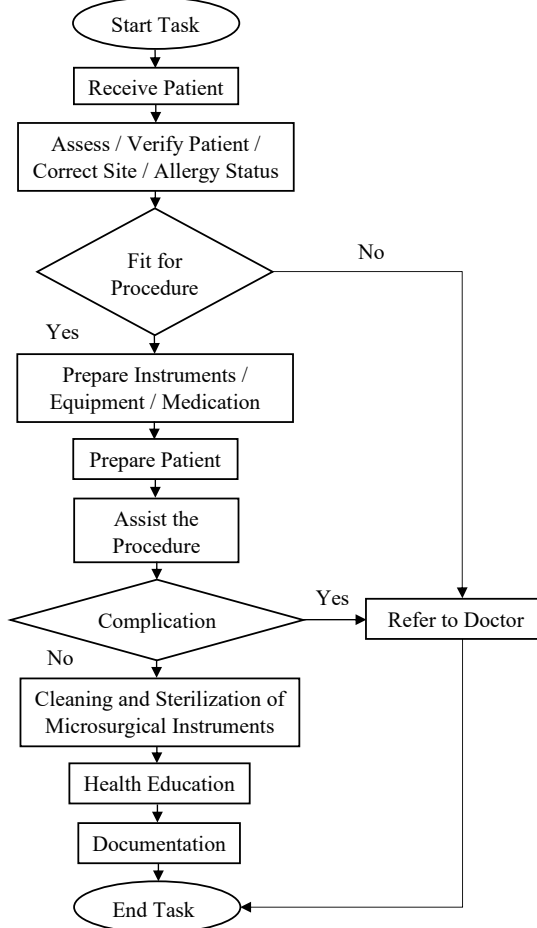 Start Task
Receive Patient
Assess / Verify Patient /
Correct Site / Allergy Status
Fit for
Procedure
No
Yes
Prepare Instruments /
Equipment / Medication
Prepare Patient
Assist the
Procedure
Complication
Yes
Refer to Doctor
No
Cleaning and Sterilization of
Microsurgical Instruments
Health Education
Documentation
End Task